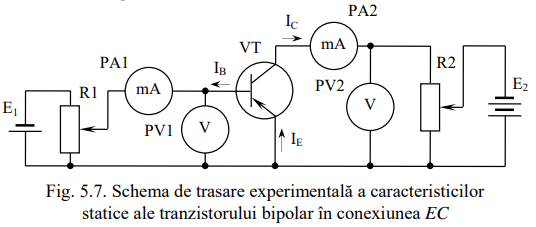 PA2
I_C
PA1
VT
mA
I_B
R1
mA
PV2
R2
E_1
E_2
PV1
V
V
I_E
Fig. 5.7. Schema de trasare experimentală a caracteristicilor
statice ale tranzistorului bipolar în conexiunea EC